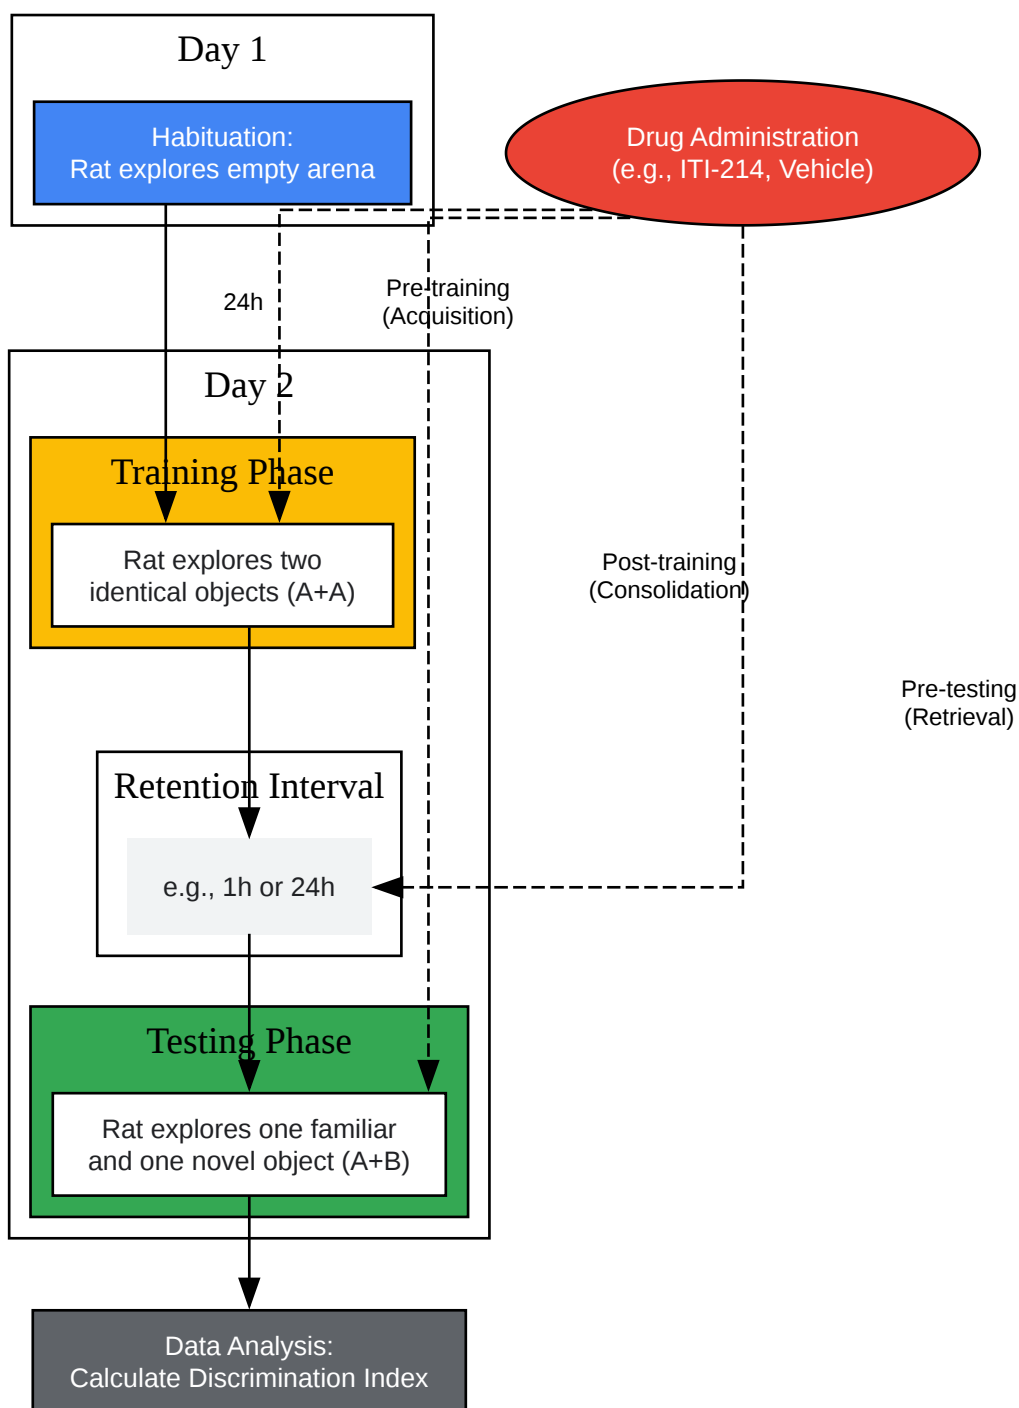 Day 1
Habituation:
Rat explores empty arena
Drug Administration
(e.g., ITI-214, Vehicle)
24h
Pre-training
(Acquisition)
Day 2
Training Phase
Rat explores two
identical objects (A+A)
Post-training
(Consolidation)
Pre-testing
(Retrieval)
Retention Interval
e.g., 1h or 24h
Testing Phase
Rat explores one familiar
and one novel object (A+B)
Data Analysis:
Calculate Discrimination Index